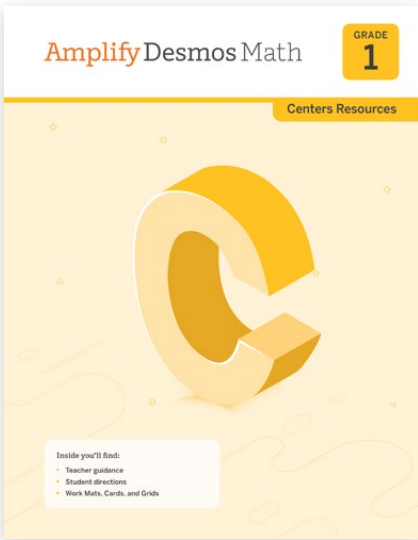 Amplify Desmos Math
GRADE
1
Centers Resources
Inside you'll find:
• Teacher guidance
• Student directions
• Work Mats, Cards, and Grids